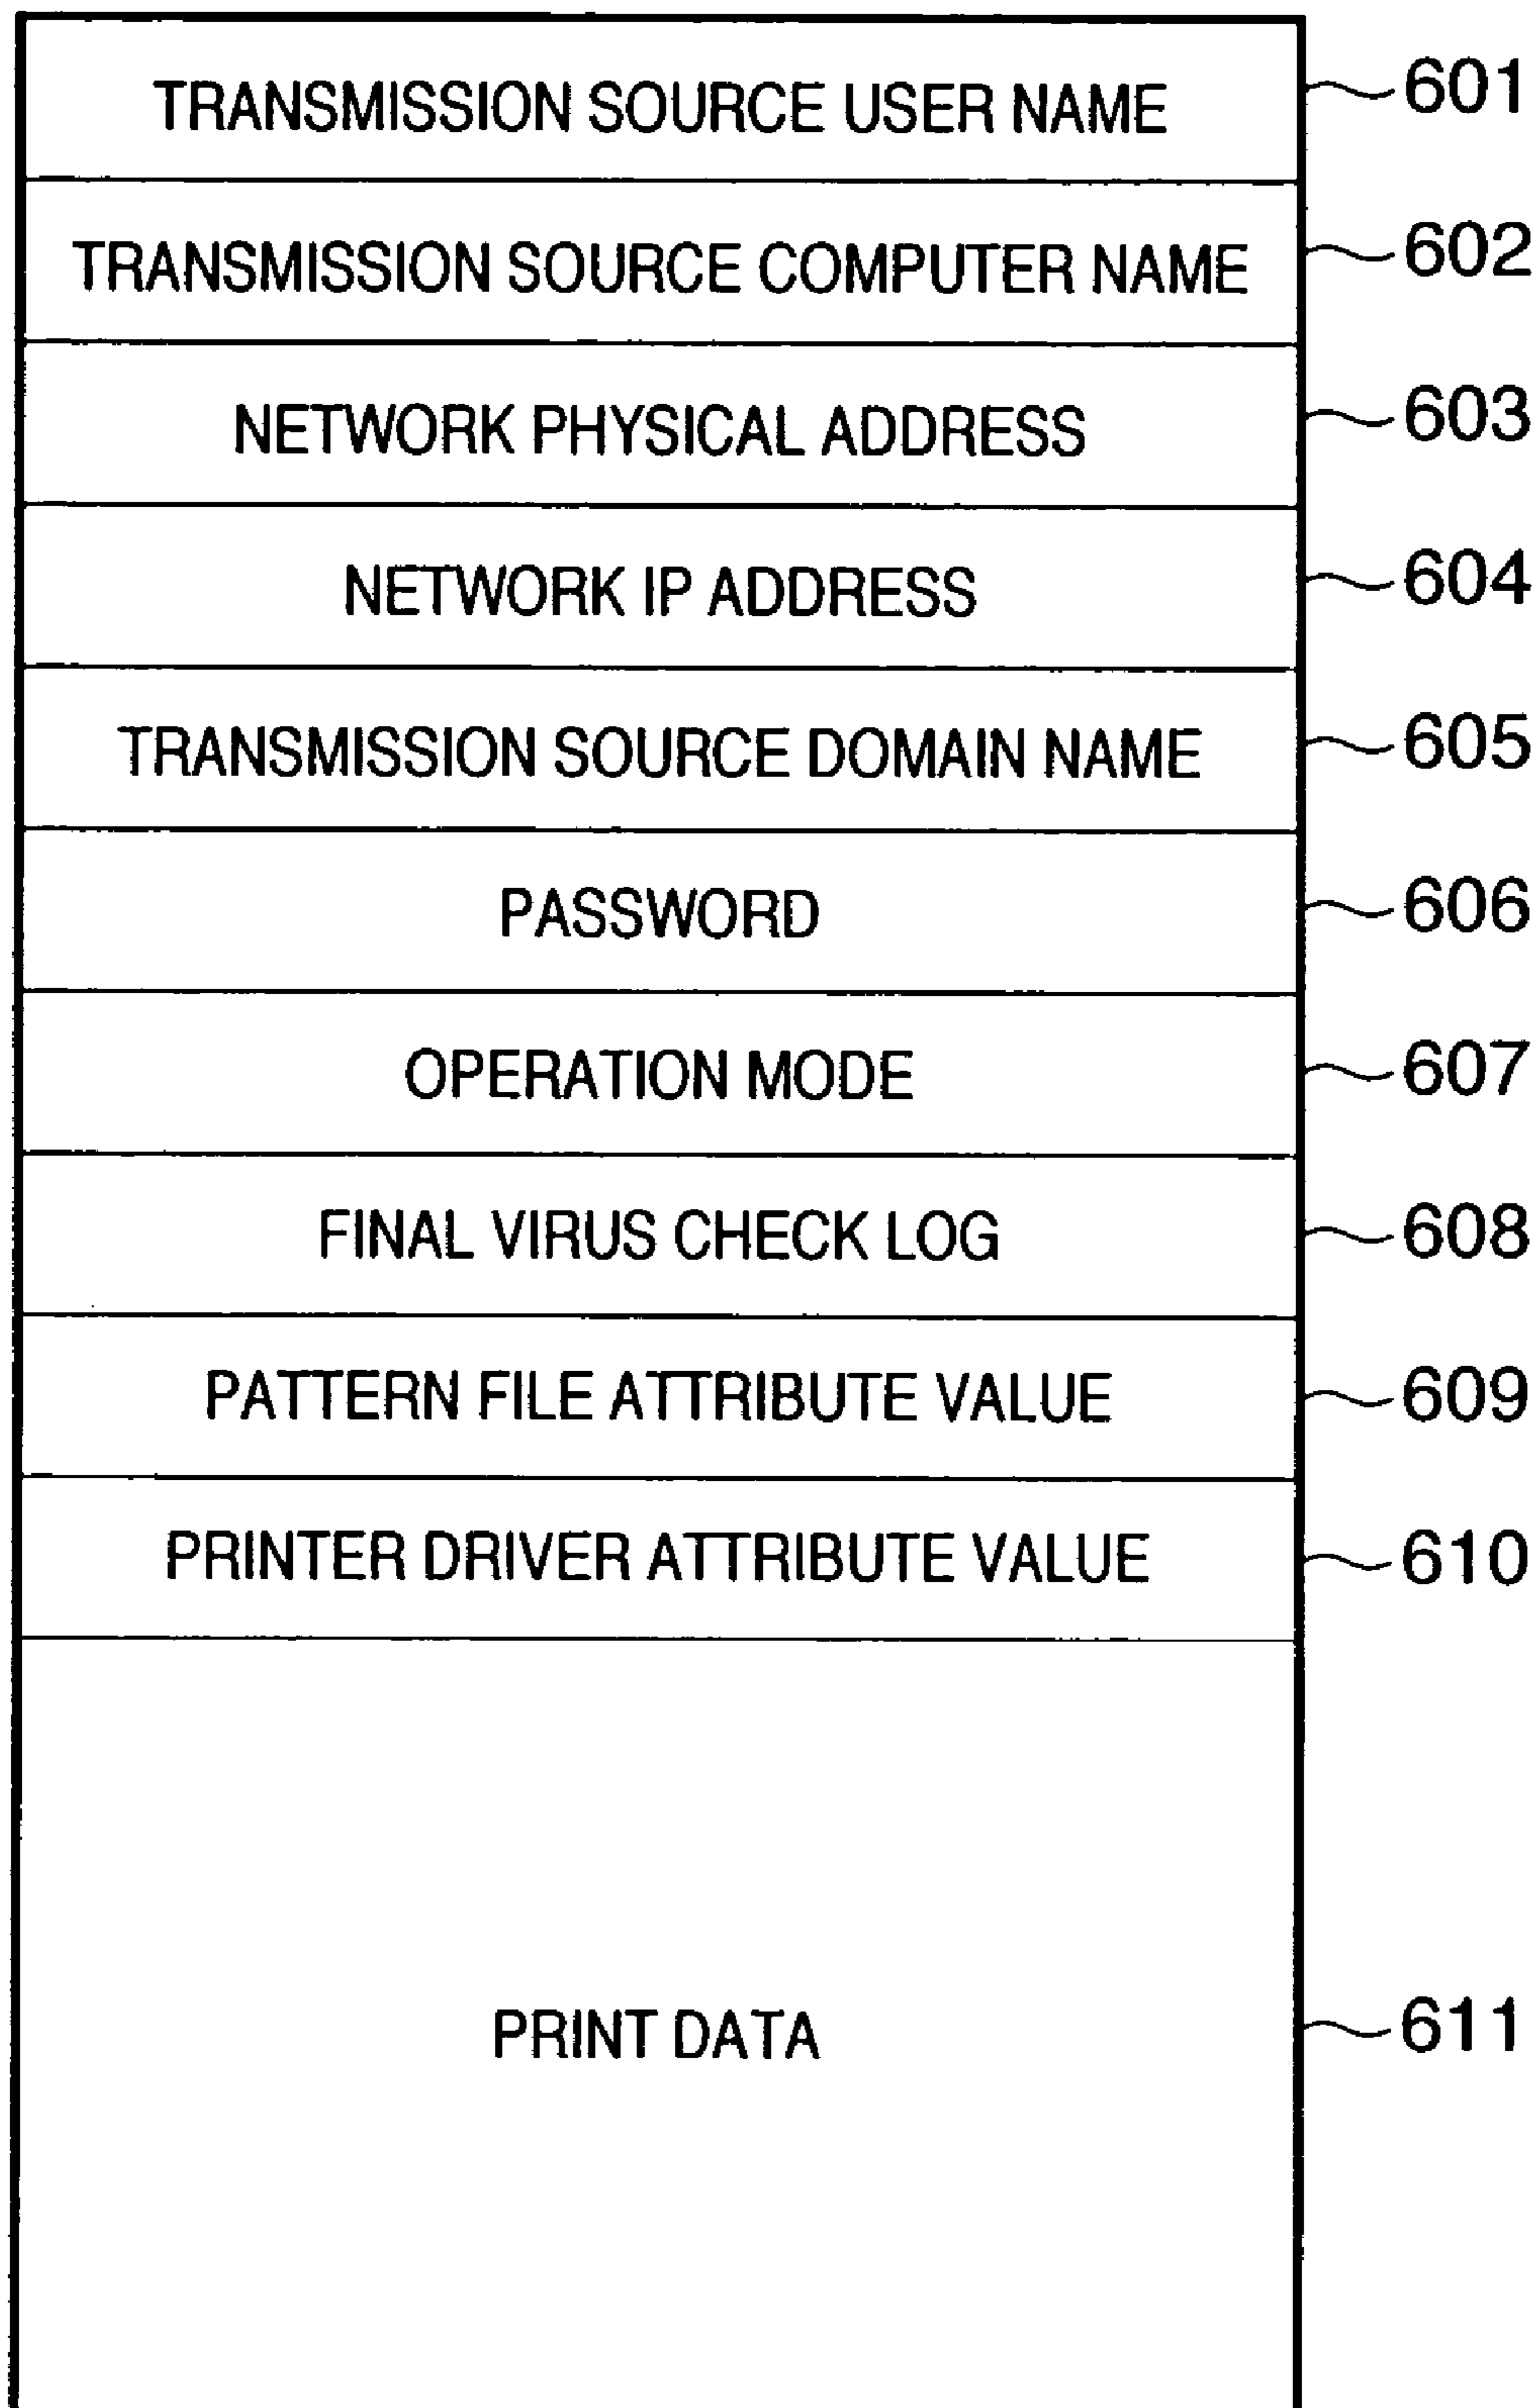 TRANSMISSION SOURCE USER NAME 601
TRANSMISSION SOURCE COMPUTER NAME 602
NETWORK PHYSICAL ADDRESS 603
NETWORK IP ADDRESS 604
TRANSMISSION SOURCE DOMAIN NAME 605
PASSWORD 606
OPERATION MODE 607
FINAL VIRUS CHECK LOG 608
PATTERN FILE ATTRIBUTE VALUE 609
PRINTER DRIVER ATTRIBUTE VALUE 610
PRINT DATA 611